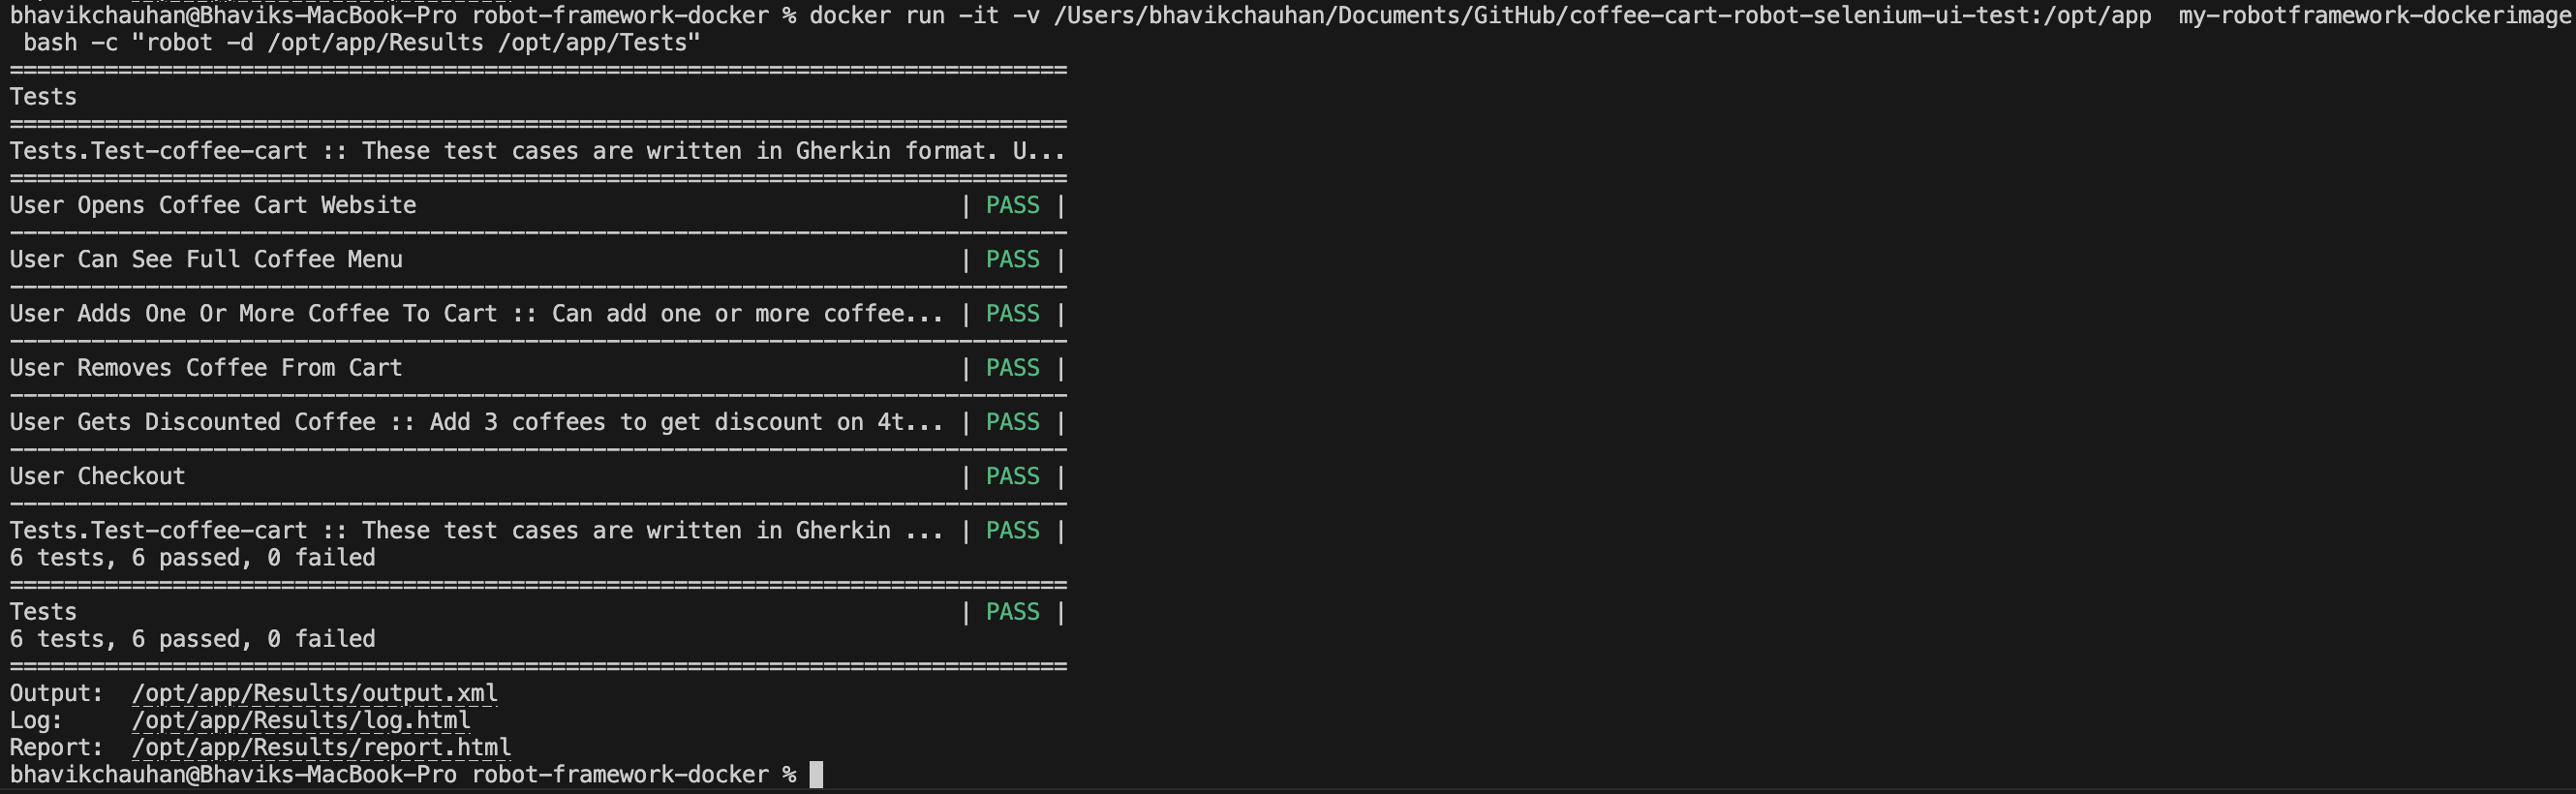 bhavikchauhan@Bhaviks-MacBook-Pro robot-framework-docker % docker run -it -v /Users/bhavikchauhan/Documents/GitHub/coffee-cart-robot-selenium-ui-test:/opt/app  my-robotframework-dockerimage
 bash -c "robot -d /opt/app/Results /opt/app/Tests"
==============================================================================
Tests
==============================================================================
Tests.Test-coffee-cart :: These test cases are written in Gherkin format. U...
==============================================================================
User Opens Coffee Cart Website                                        | PASS |
------------------------------------------------------------------------------
User Can See Full Coffee Menu                                         | PASS |
------------------------------------------------------------------------------
User Adds One Or More Coffee To Cart :: Can add one or more coffee... | PASS |
------------------------------------------------------------------------------
User Removes Coffee From Cart                                         | PASS |
------------------------------------------------------------------------------
User Gets Discounted Coffee :: Add 3 coffees to get discount on 4t... | PASS |
------------------------------------------------------------------------------
User Checkout                                                         | PASS |
------------------------------------------------------------------------------
Tests.Test-coffee-cart :: These test cases are written in Gherkin ... | PASS |
6 tests, 6 passed, 0 failed
==============================================================================
Tests                                                                 | PASS |
6 tests, 6 passed, 0 failed
==============================================================================
Output:  /opt/app/Results/output.xml
Log:     /opt/app/Results/log.html
Report:  /opt/app/Results/report.html
bhavikchauhan@Bhaviks-MacBook-Pro robot-framework-docker %